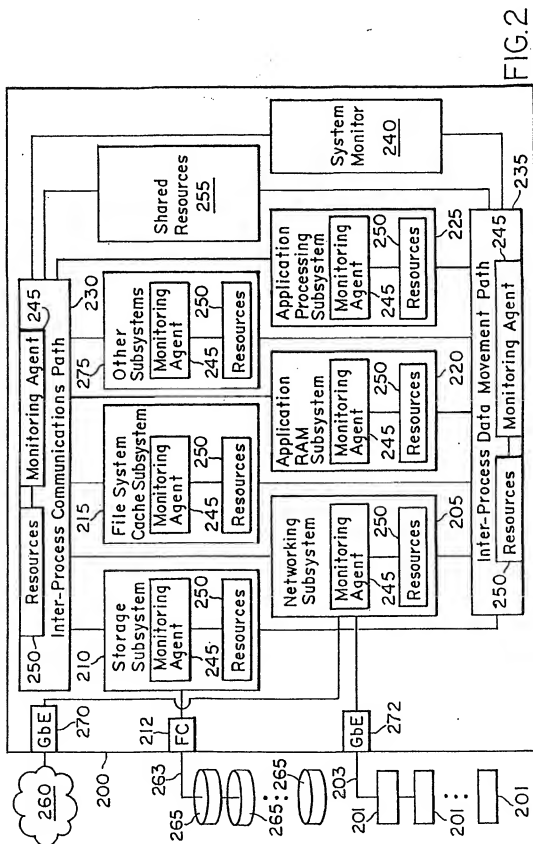 260
GbE
270
200
FC
212
263
265
265
265
GbE
272
203
201
201
201
Resources
Monitoring Agent
245
250
Inter-Process Communications Path
230
Storage
Subsystem
Monitoring
Agent
Resources
210
245
250
File System
Cache Subsystem
Monitoring
Agent
Resources
215
245
250
Other
Subsystems
Monitoring
Agent
Resources
275
245
250
Shared
Resources
255
System
Monitor
240
Networking
Subsystem
Monitoring
Agent
Resources
205
245
250
Application
RAM Subsystem
Monitoring
Agent
Resources
220
245
250
Application
Processing
Subsystem
Monitoring
Agent
Resources
225
245
250
Inter-Process Data Movement Path
235
Resources
Monitoring Agent
250
245
FIG.2